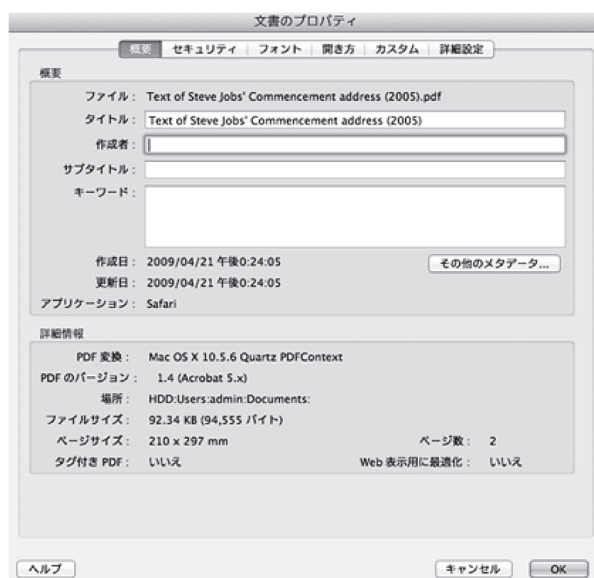 文書のプロパティ
概要 セキュリティ フォント 開き方 カスタム 詳細設定
概要
ファイル： Text of Steve Jobs' Commencement address (2005).pdf
タイトル： Text of Steve Jobs' Commencement address (2005)
作成者：
サブタイトル：
キーワード：
作成日： 2009/04/21 午後0:24:05 その他のメタデータ...
更新日： 2009/04/21 午後0:24:05
アプリケーション： Safari
詳細情報
PDF 変換： Mac OS X 10.5.6 Quartz PDFContext
PDF のバージョン： 1.4 (Acrobat 5.x)
場所： HDD:Users:admin:Documents:
ファイルサイズ： 92.34 KB (94,555 バイト)
ページサイズ： 210 x 297 mm ページ数： 2
タグ付き PDF： いいえ Web 表示用に最適化： いいえ
ヘルプ キャンセル OK